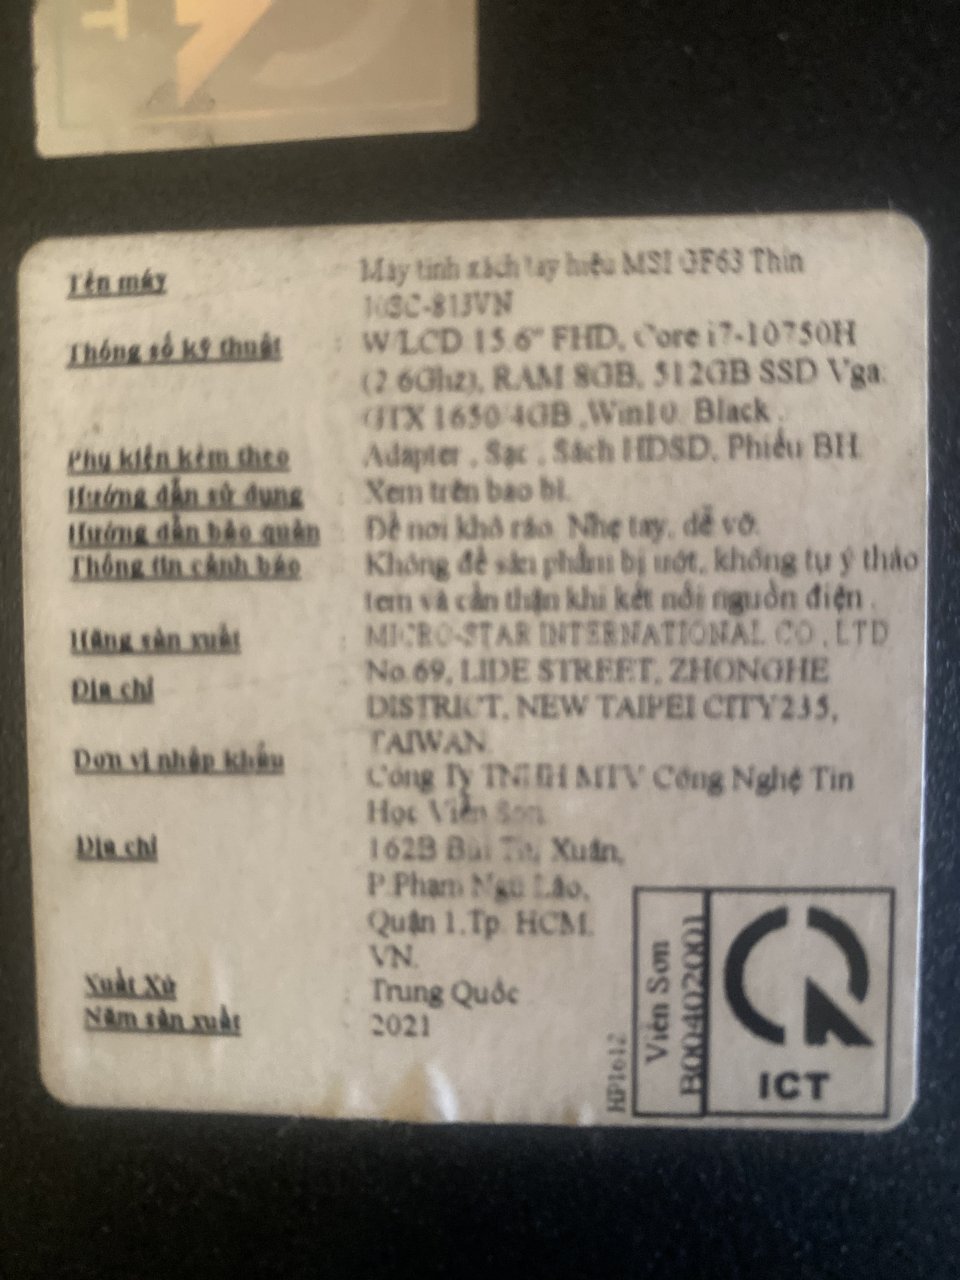 Tên máy
Máy tính xách tay hiệu MSI GF63 Thin
Thông số kỹ thuật : W/LCD 15.6" FHD, Core i7-10750H
(2.6Ghz), RAM 8GB, 512GB SSD Vga
GTX 1650 4GB ,Win10. Black .
Phụ kiện kèm theo Adapter , Sạc , Sách HDSD, Phiếu BH
Hướng dẫn sử dụng : Xem trên bao bì.
Hướng dẫn bảo quản : Để nơi khô ráo. Nhẹ tay, dễ vỡ.
Thông tin cảnh báo : Không để sản phẩm bị ướt, không tự ý tháo
tem và cẩn thận khi kết nối nguồn điện .
Hãng sản xuất : MICRO-STAR INTERNATIONAL CO ,LTD
Địa chỉ : No.69, LIDE STREET, ZHONGHE
DISTRICT, NEW TAIPEI CITY235,
TAIWAN.
Đơn vị nhập khẩu : Công Ty TNHH MTV Công Nghệ Tin
Học Viễn Sơn.
Địa chỉ : 162B Bùi Thị Xuân,
P.Phạm Ngũ Lão,
Quận 1,Tp. HCM,
VN.
Xuất Xứ : Trung Quốc
Năm sản xuất : 2021
HP1612
Viễn Sơn
B00402001
ICT